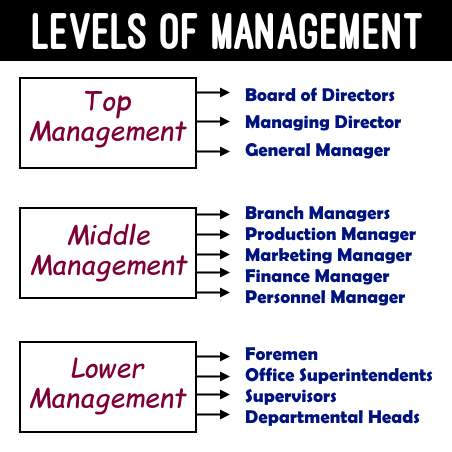 LEVELS OF MANAGEMENT
Top
Management
Board of Directors
Managing Director
General Manager
Middle
Management
Branch Managers
Production Manager
Marketing Manager
Finance Manager
Personnel Manager
Lower
Management
Foremen
Office Superintendents
Supervisors
Departmental Heads